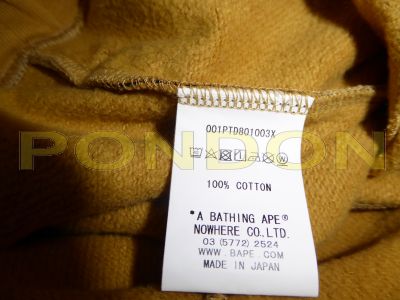 001PTD801003X
PONDON
100% COTTON
"A BATHING APE®
NOWHERE CO.,LTD.
03 (5772) 2524
WWW.BAPE.COM
MADE IN JAPAN